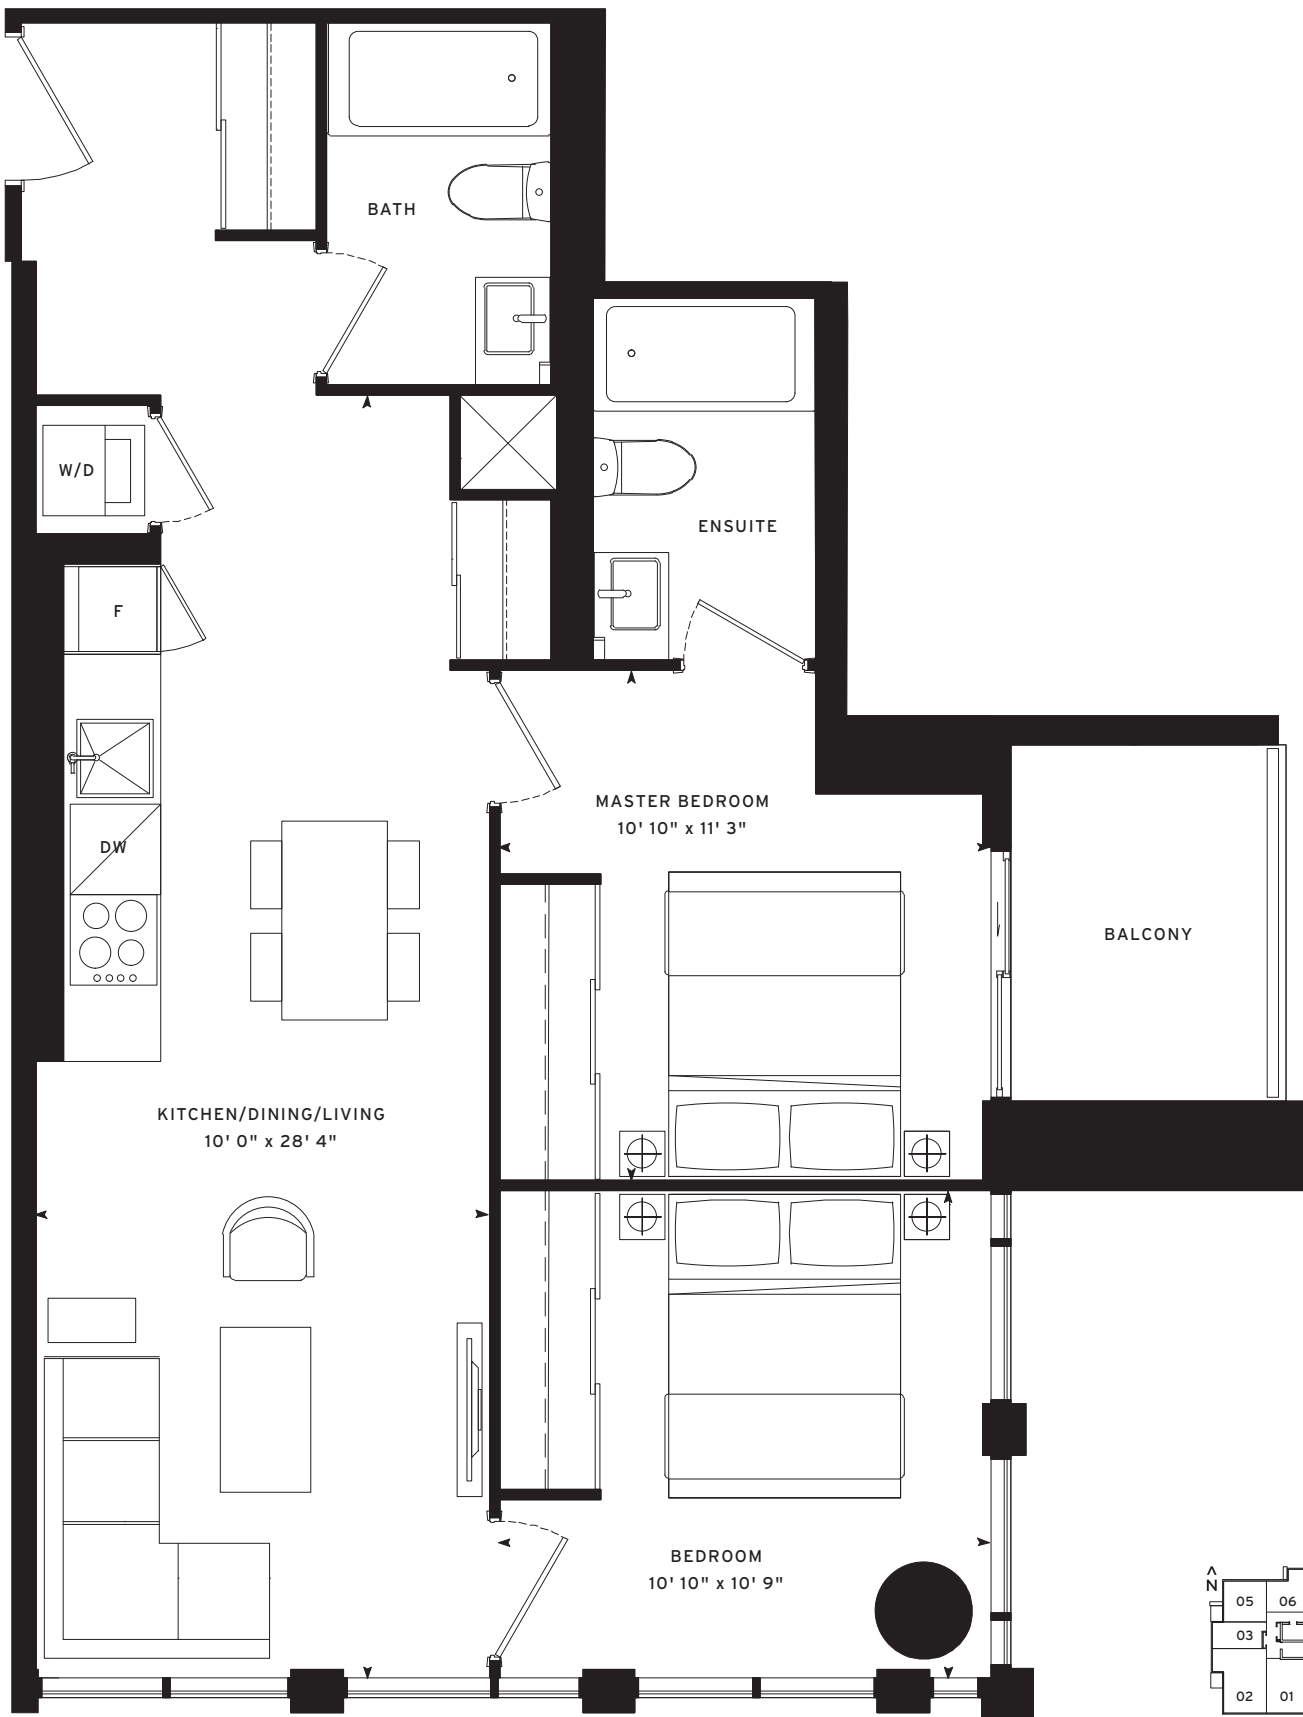 BATH
W/D
ENSUITE
F
MASTER BEDROOM
10' 10" x 11' 3"
DW
BALCONY
KITCHEN/DINING/LIVING
10' 0" x 28' 4"
BEDROOM
10' 10" x 10' 9"
N
05 06
03
02 01